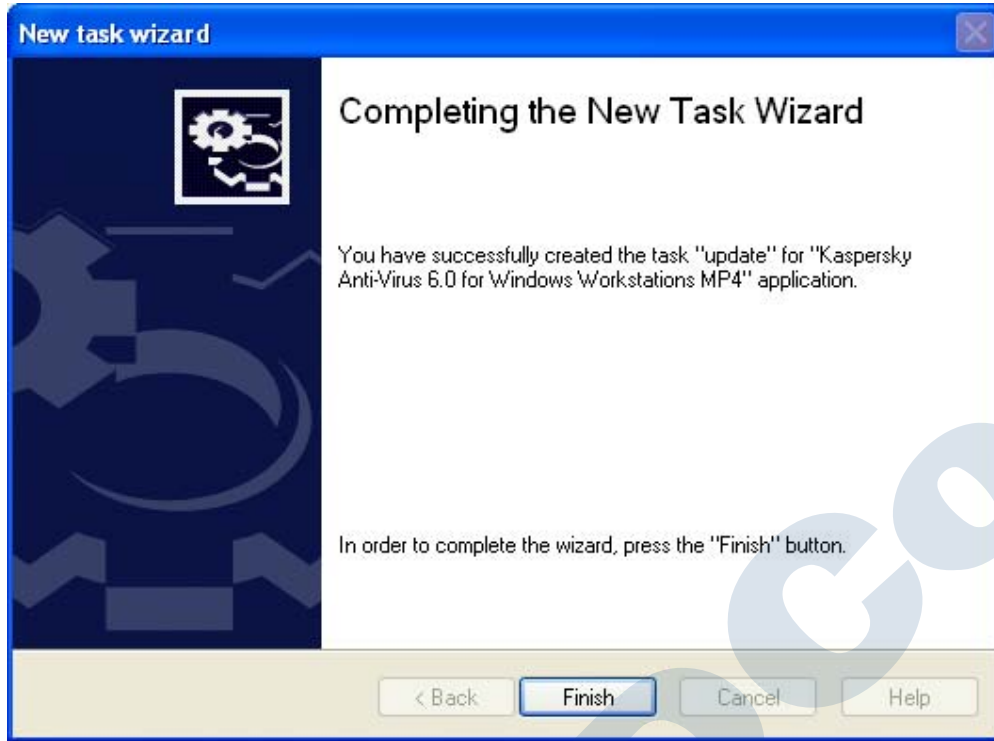 New task wizard
Completing the New Task Wizard
You have successfully created the task "update" for "Kaspersky
Anti-Virus 6.0 for Windows Workstations MP4" application.
In order to complete the wizard, press the "Finish" button.
< Back Finish Cancel Help